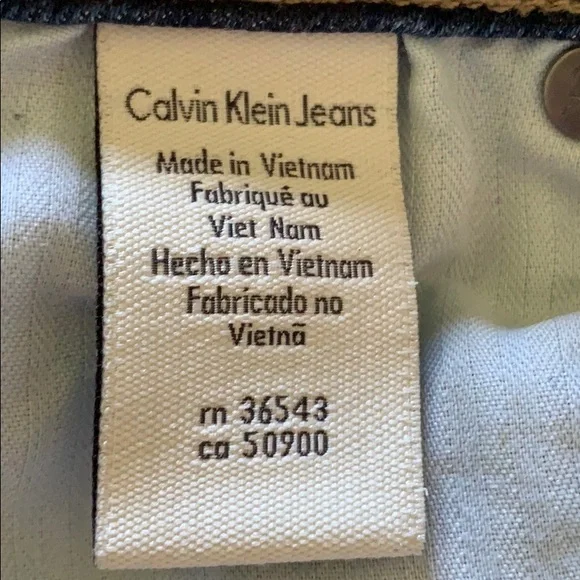 Calvin Klein Jeans
Made in Vietnam
Fabriqué au
Viet Nam
Hecho en Vietnam
Fabricado no
Vietnã
rn 36543
ca 50900